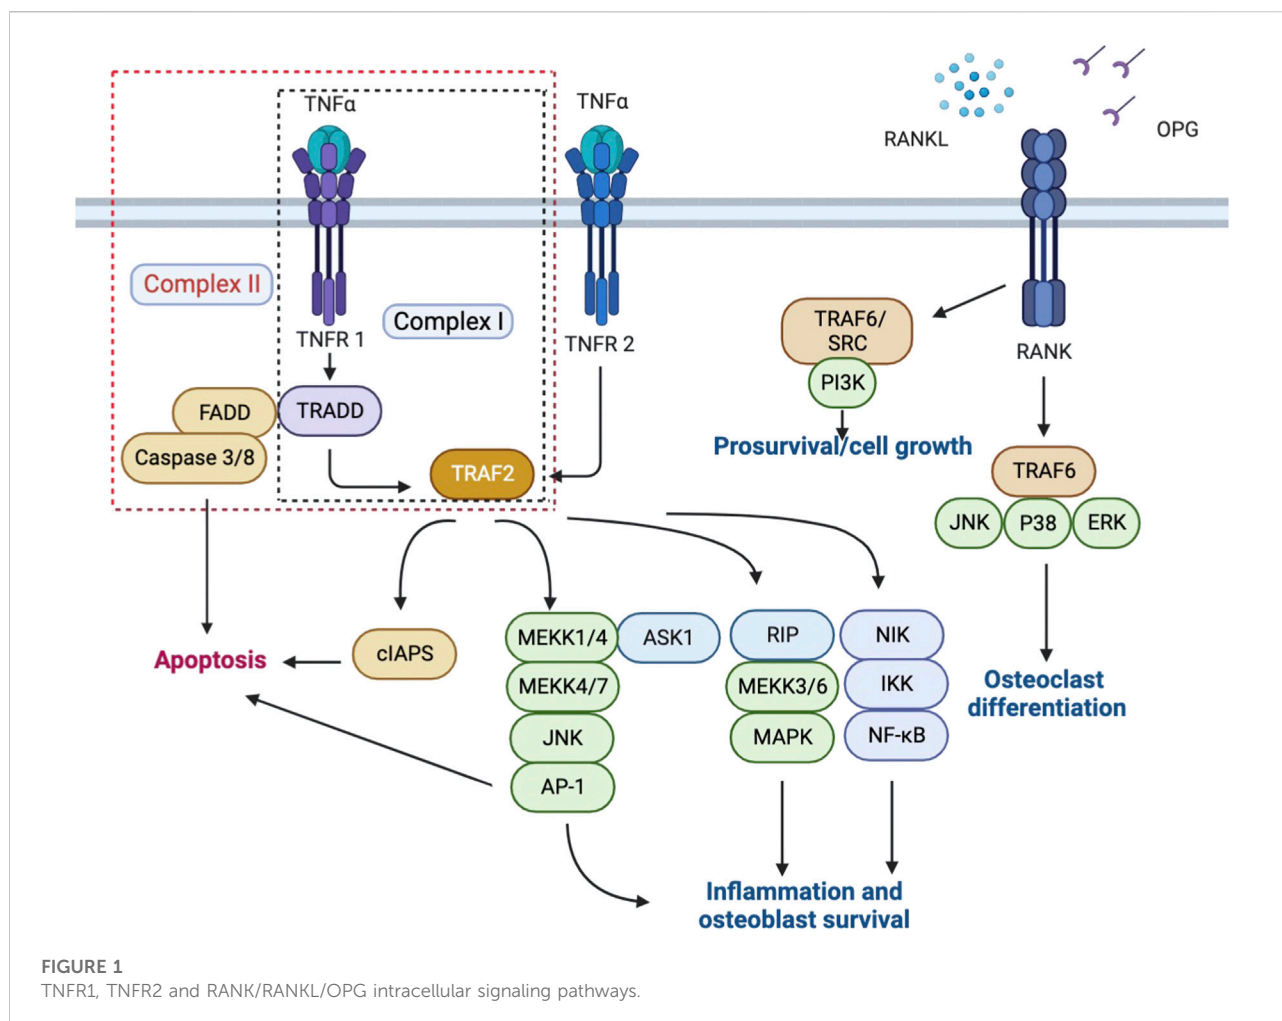 TNFα
TNFα
RANKL
OPG
Complex II
Complex I
TNFR 1
TNFR 2
RANK
TRAF6/
SRC
PI3K
Prosurvival/cell growth
FADD
TRADD
Caspase 3/8
TRAF2
TRAF6
JNK
P38
ERK
Apoptosis
cIAPS
MEKK1/4
ASK1
RIP
NIK
MEKK4/7
MEKK3/6
IKK
JNK
MAPK
NF-κB
AP-1
Osteoclast
differentiation
Inflammation and
osteoblast survival
FIGURE 1
TNFR1, TNFR2 and RANK/RANKL/OPG intracellular signaling pathways.